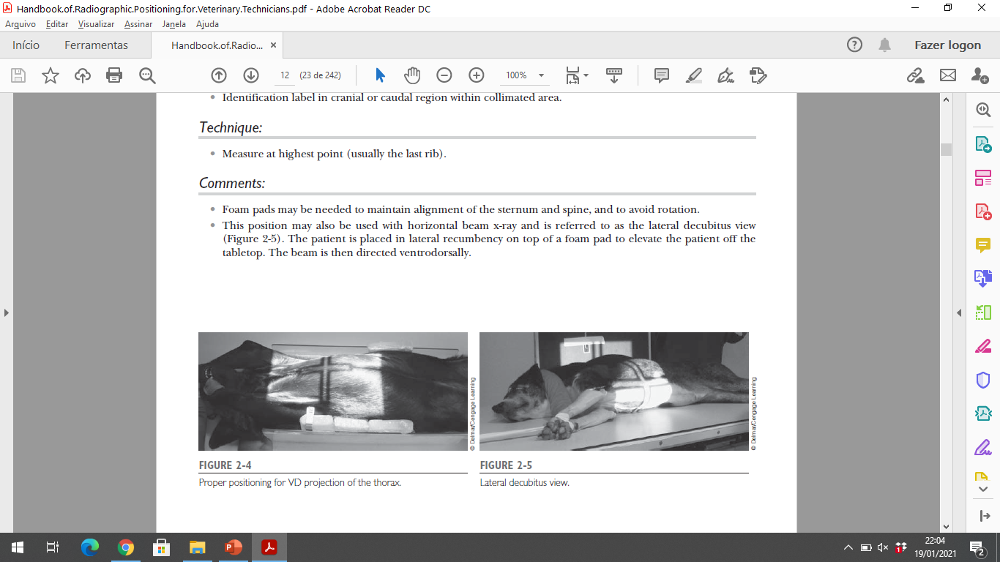 Handbook.of.Radiographic.Positioning.for.Veterinary.Technicians.pdf - Adobe Acrobat Reader DC
Arquivo Editar Visualizar Assinar Janela Ajuda
Início Ferramentas Handbook.of.Radio... × Fazer logon
12 (23 de 242) 100%
• Identification label in cranial or caudal region within collimated area.
Technique:
• Measure at highest point (usually the last rib).
Comments:
• Foam pads may be needed to maintain alignment of the sternum and spine, and to avoid rotation.
• This position may also be used with horizontal beam x-ray and is referred to as the lateral decubitus view
(Figure 2-5). The patient is placed in lateral recumbency on top of a foam pad to elevate the patient off the
tabletop. The beam is then directed ventrodorsally.
© Delmar/Cengage Learning
© Delmar/Cengage Learning
FIGURE 2-4
Proper positioning for VD projection of the thorax.
FIGURE 2-5
Lateral decubitus view.
22:04
19/01/2021
1
2